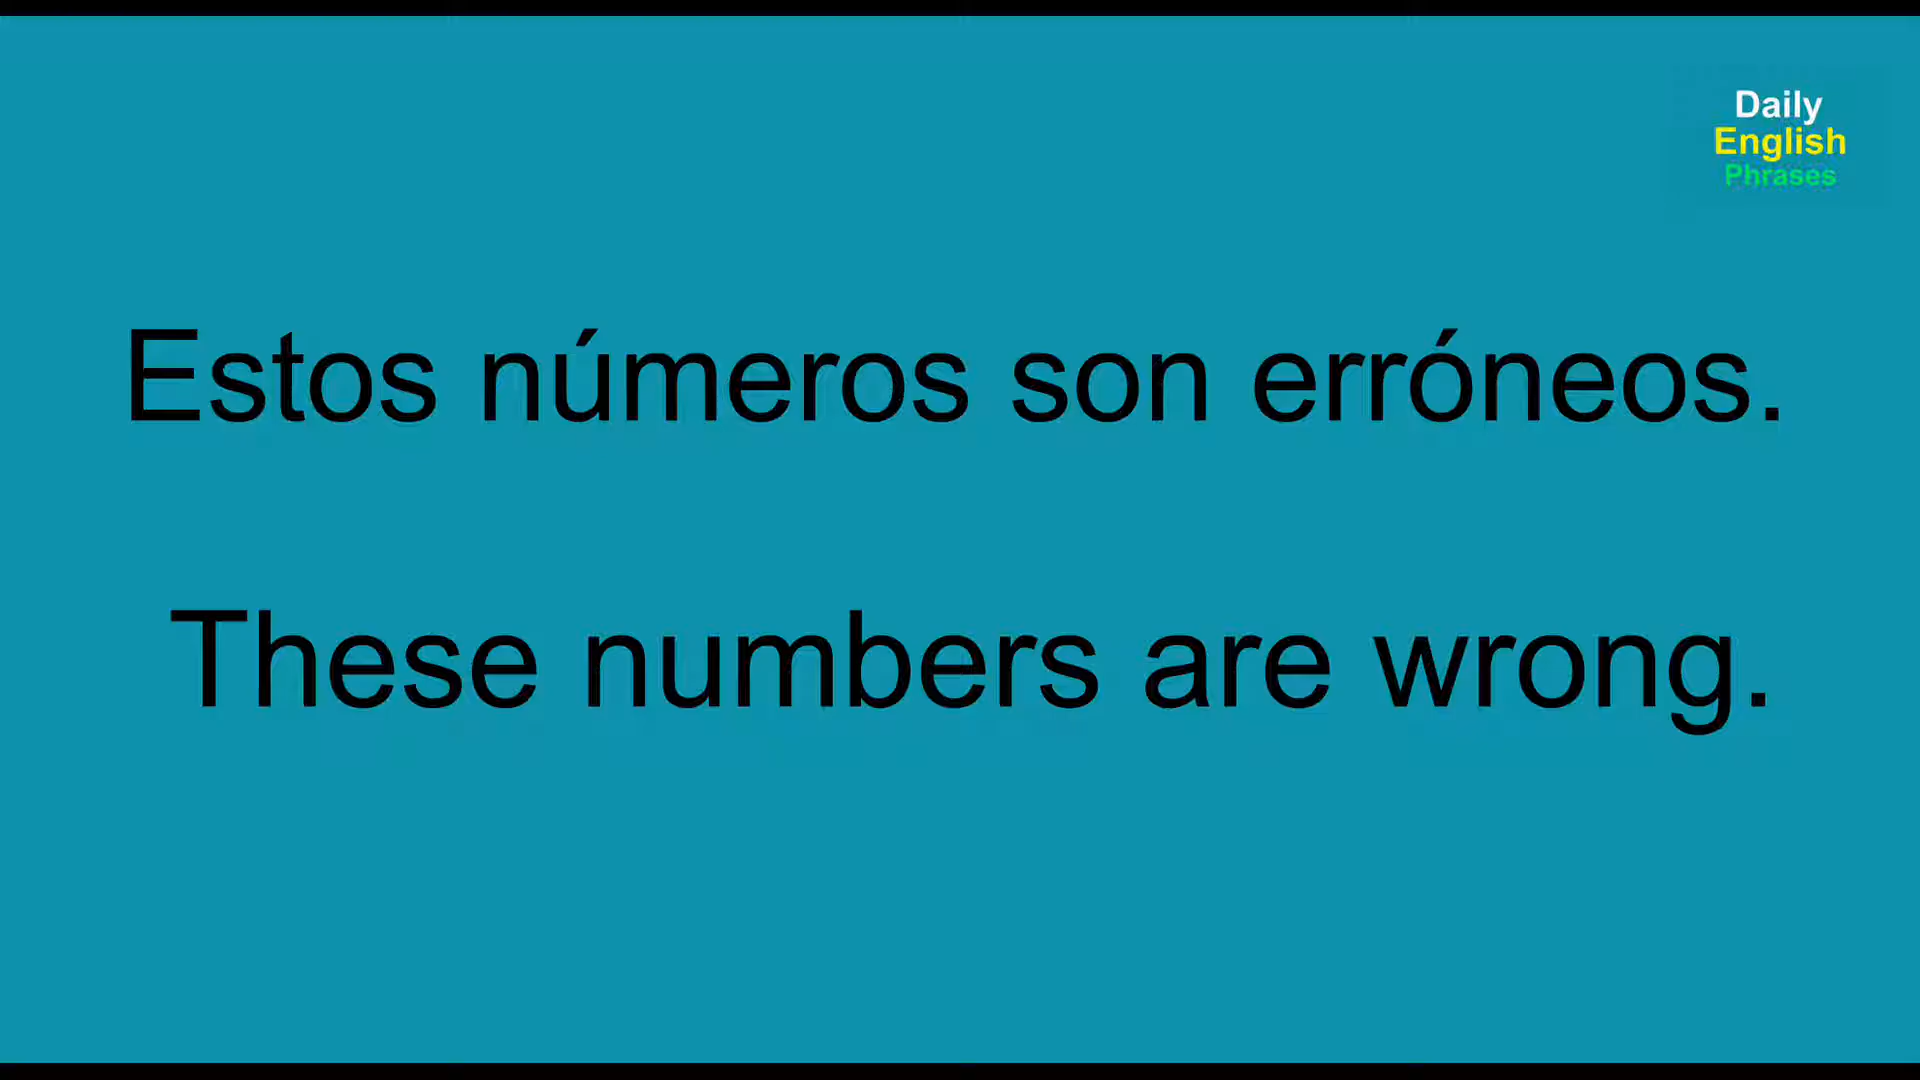 Daily
English
Phrases
Estos números son erróneos.
These numbers are wrong.